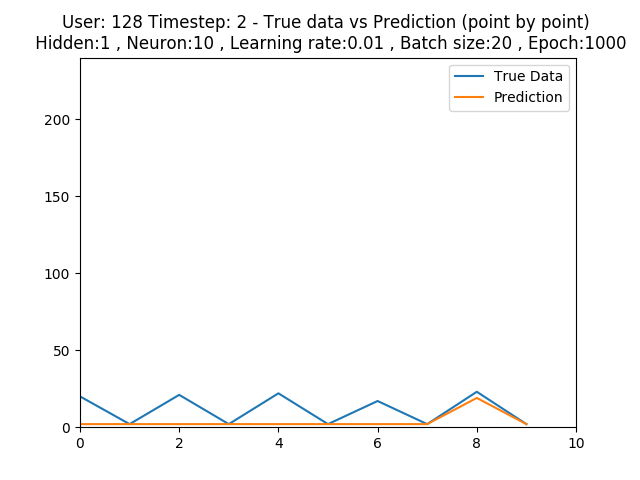 User: 128 Timestep: 2 - True data vs Prediction (point by point)
Hidden:1 , Neuron:10 , Learning rate:0.01 , Batch size:20 , Epoch:1000
True Data
Prediction
200
150
100
50
0
0 2 4 6 8 10